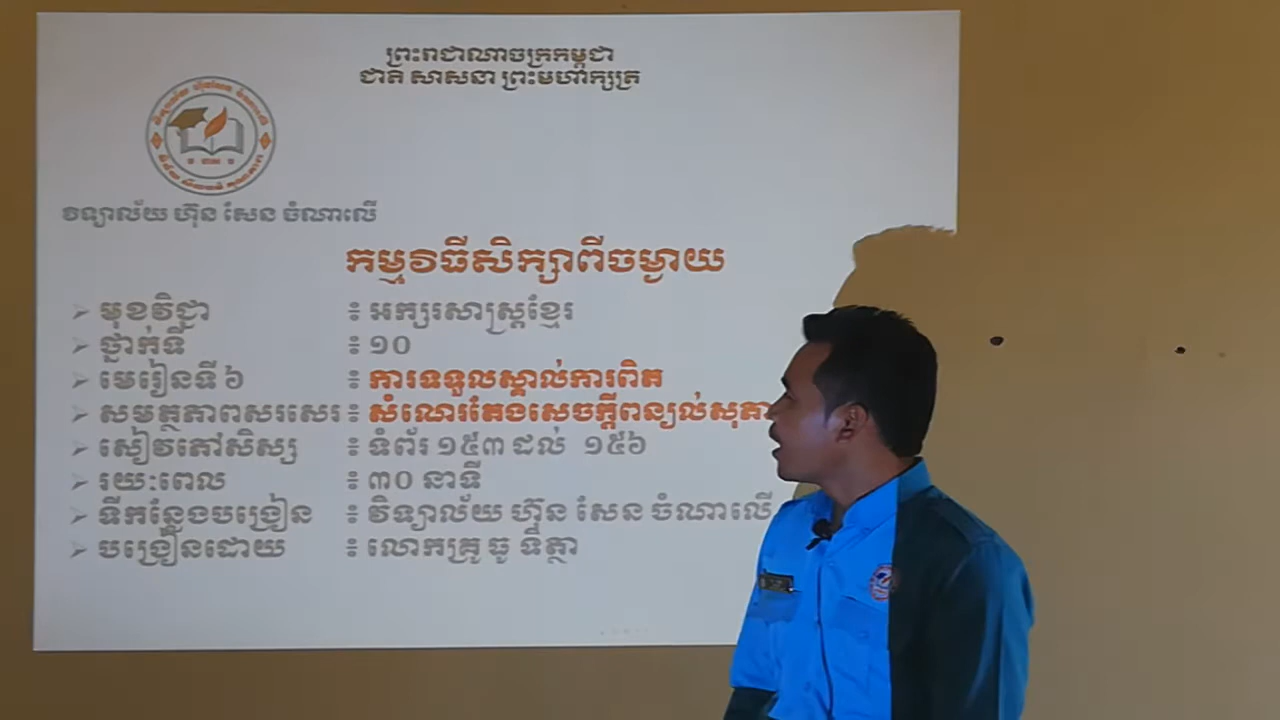 ព្រះរាជាណាចក្រកម្ពុជា
ជាតិ សាសនា ព្រះមហាក្សត្រ
វិទ្យាល័យ ហ៊ុន សែន ចំណាលើ
កម្មវិធីសិក្សាពីចម្ងាយ
មុខវិជ្ជា ៖ អក្សរសាស្ត្រខ្មែរ
ថ្នាក់ទី ៖ ១០
មេរៀនទី ៦ ៖ ការទទួលស្គាល់ការពិត
សមត្ថភាពសរសេរ ៖ សំណេរតែងសេចក្តីពន្យល់
សៀវភៅសិស្ស ៖ ទំព័រ ១៥៣ ដល់ ១៥៦
រយៈពេល ៖ ៣០ នាទី
ទីកន្លែងបង្រៀន ៖ វិទ្យាល័យ ហ៊ុន សែន ចំណាលើ
បង្រៀនដោយ ៖ លោកគ្រូ ធូ ទិត្ថា